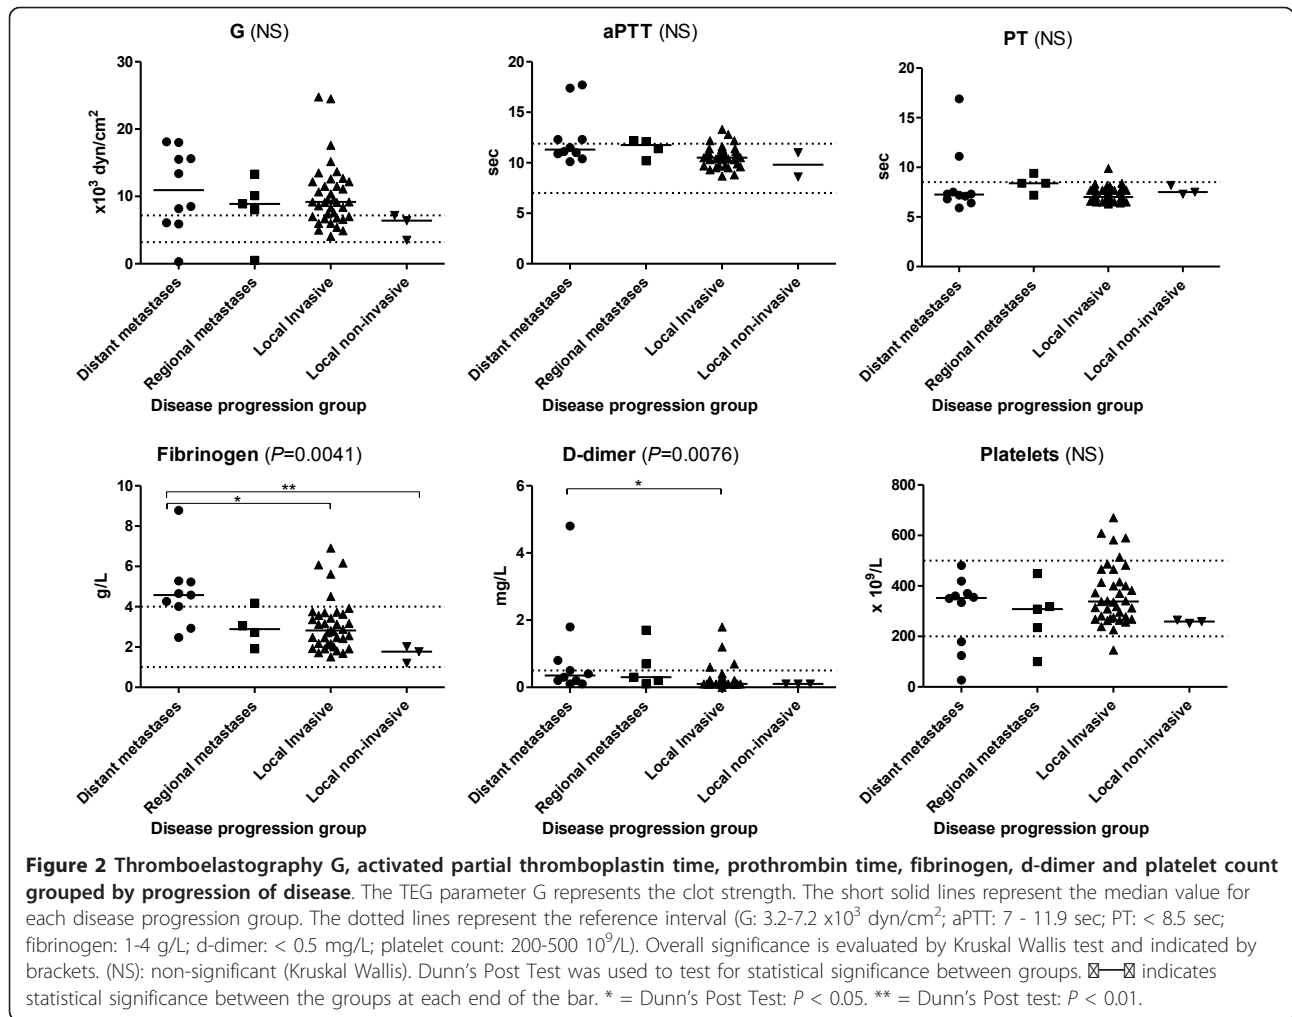 G (NS)
30
20
10
0
x10³ dyn/cm²
Distant metastases
Regional metastases
Local Invasive
Local non-invasive
Disease progression group
aPTT (NS)
20
15
10
5
0
sec
Distant metastases
Regional metastases
Local Invasive
Local non-invasive
Disease progression group
PT (NS)
20
15
10
5
0
sec
Distant metastases
Regional metastases
Local Invasive
Local non-invasive
Disease progression group
Fibrinogen (P=0.0041)
10
8
6
4
2
0
g/L
*
**
Distant metastases
Regional metastases
Local Invasive
Local non-invasive
Disease progression group
D-dimer (P=0.0076)
6
4
2
0
mg/L
*
Distant metastases
Regional metastases
Local Invasive
Local non-invasive
Disease progression group
Platelets (NS)
800
600
400
200
0
x 10⁹/L
Distant metastases
Regional metastases
Local Invasive
Local non-invasive
Disease progression group
Figure 2 Thromboelastography G, activated partial thromboplastin time, prothrombin time, fibrinogen, d-dimer and platelet count
grouped by progression of disease. The TEG parameter G represents the clot strength. The short solid lines represent the median value for
each disease progression group. The dotted lines represent the reference interval (G: 3.2-7.2 x10³ dyn/cm²; aPTT: 7 - 11.9 sec; PT: < 8.5 sec;
fibrinogen: 1-4 g/L; d-dimer: < 0.5 mg/L; platelet count: 200-500 10⁹/L). Overall significance is evaluated by Kruskal Wallis test and indicated by
brackets. (NS): non-significant (Kruskal Wallis). Dunn's Post Test was used to test for statistical significance between groups. ☒—☒ indicates
statistical significance between the groups at each end of the bar. * = Dunn's Post Test: P < 0.05. ** = Dunn's Post test: P < 0.01.